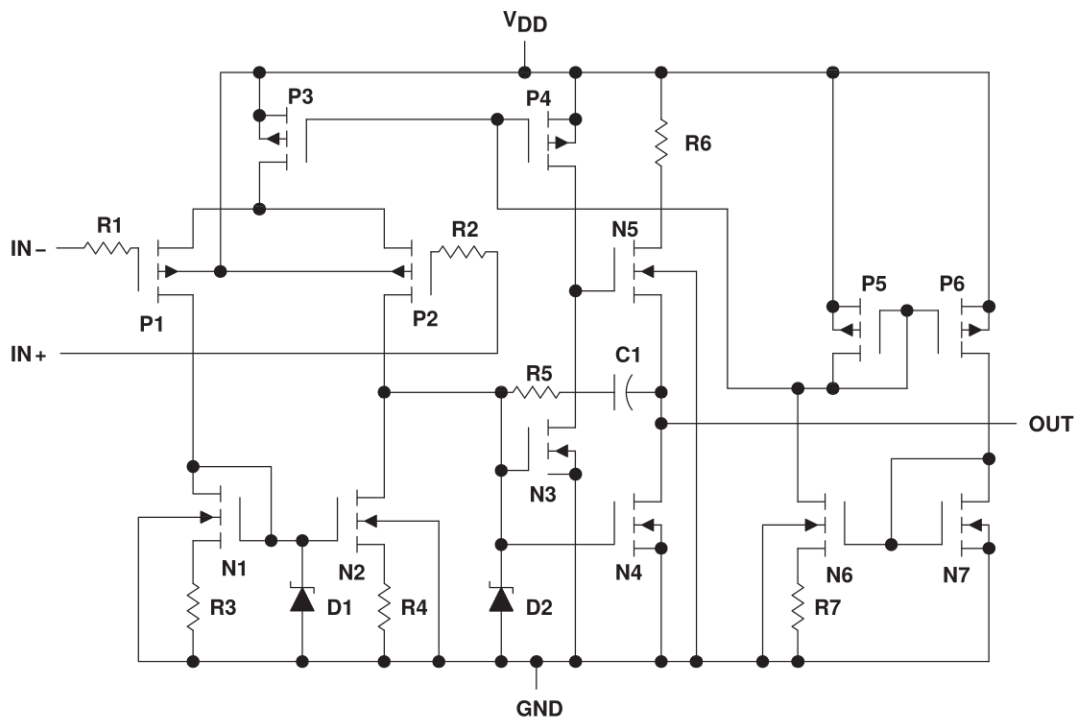 VDD
P3
P4
R6
R1
R2
N5
IN−
P5
P6
P1
P2
IN+
C1
R5
OUT
N3
N1
N2
N4
N6
N7
R3
D1
R4
D2
R7
GND